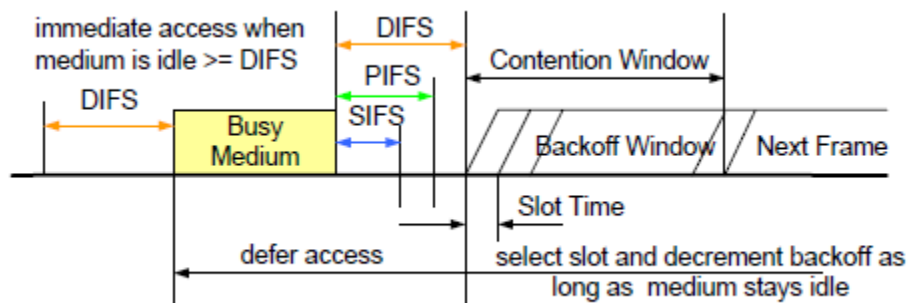 immediate access when
medium is idle >= DIFS
DIFS
DIFS
PIFS
SIFS
Contention Window
Busy
Medium
Backoff Window
Next Frame
Slot Time
defer access
select slot and decrement backoff as
long as medium stays idle